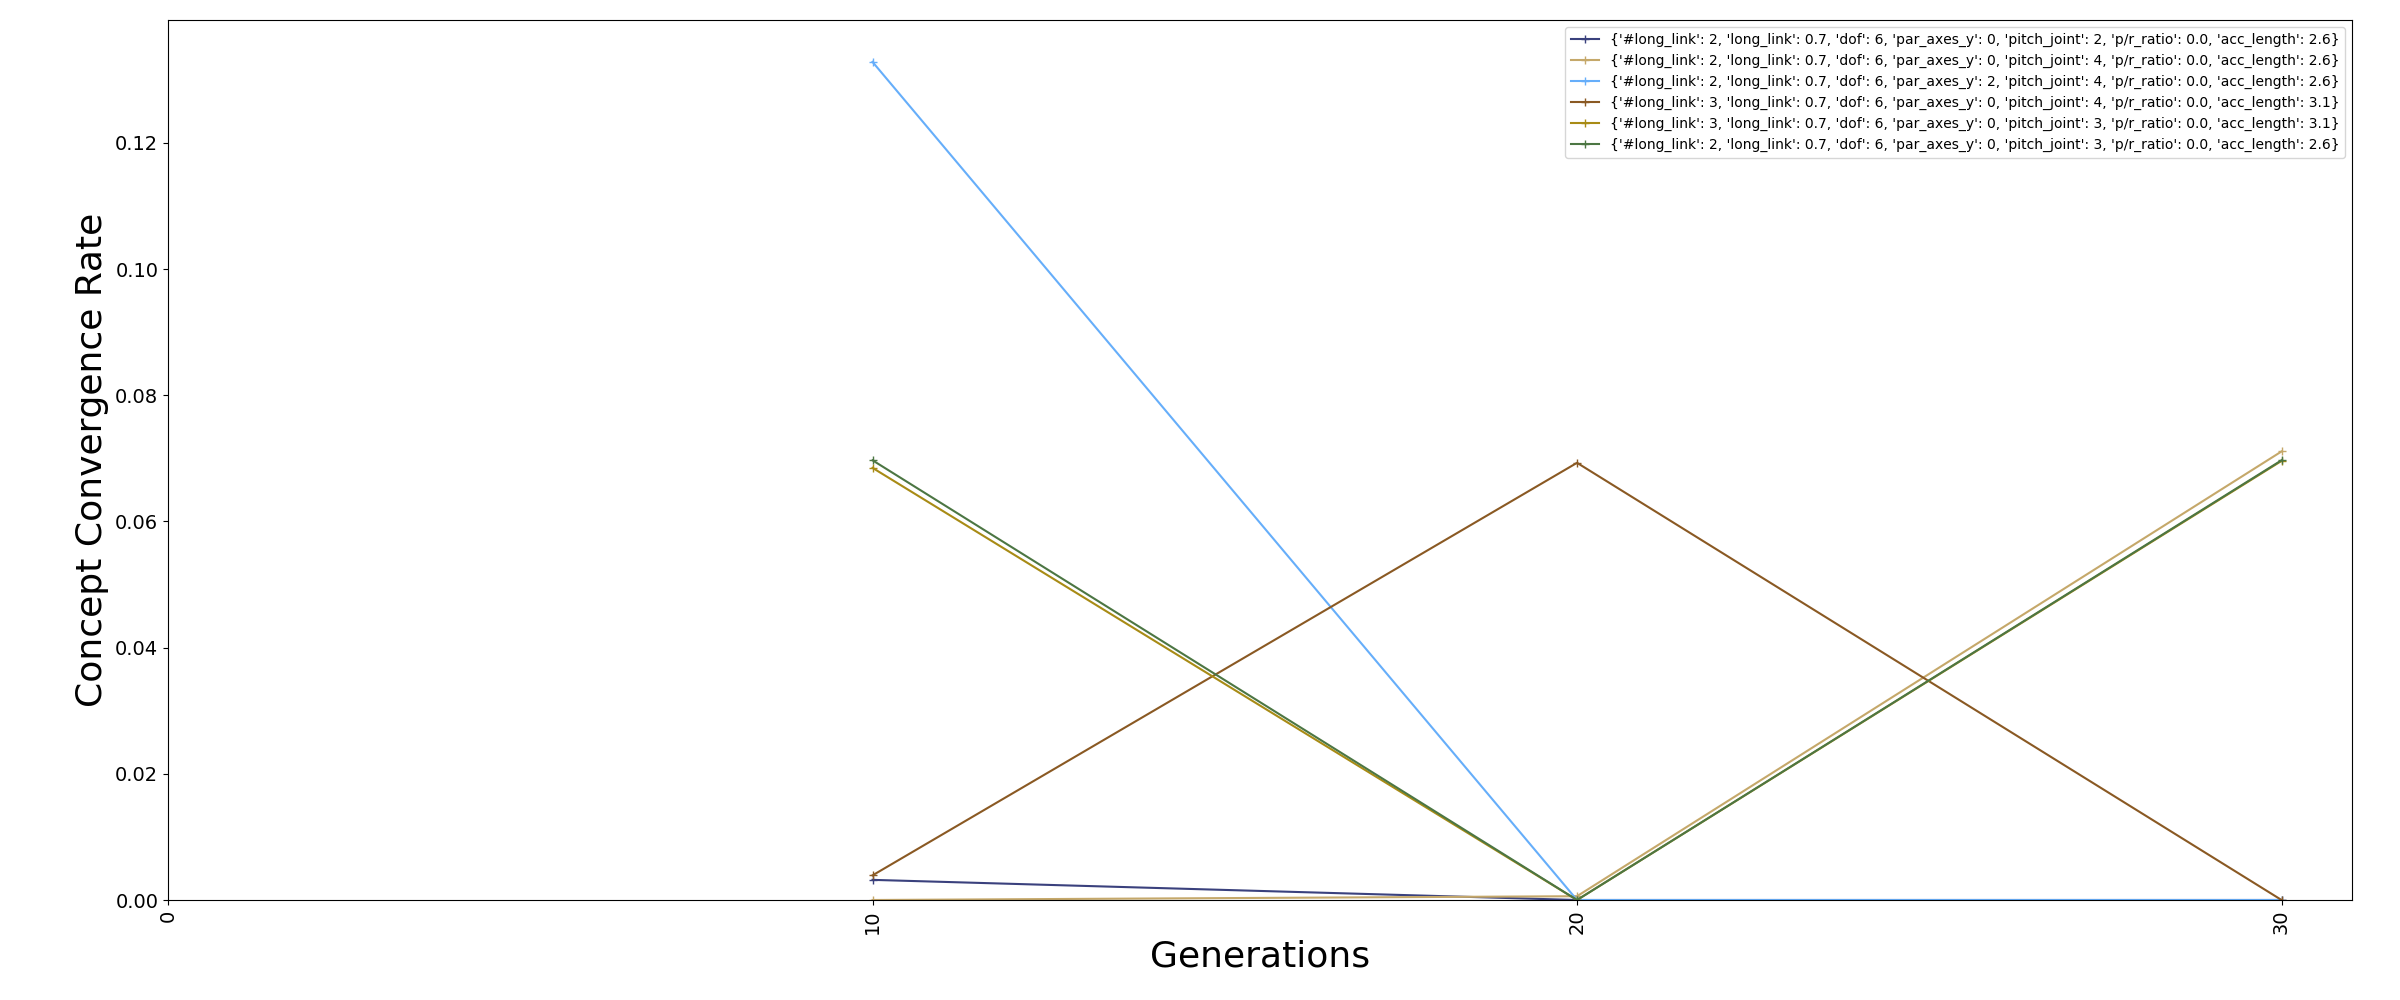 {'#long_link': 2, 'long_link': 0.7, 'dof': 6, 'par_axes_y': 0, 'pitch_joint': 2, 'p/r_ratio': 0.0, 'acc_length': 2.6}
{'#long_link': 2, 'long_link': 0.7, 'dof': 6, 'par_axes_y': 0, 'pitch_joint': 4, 'p/r_ratio': 0.0, 'acc_length': 2.6}
{'#long_link': 2, 'long_link': 0.7, 'dof': 6, 'par_axes_y': 2, 'pitch_joint': 4, 'p/r_ratio': 0.0, 'acc_length': 2.6}
{'#long_link': 3, 'long_link': 0.7, 'dof': 6, 'par_axes_y': 0, 'pitch_joint': 4, 'p/r_ratio': 0.0, 'acc_length': 3.1}
{'#long_link': 3, 'long_link': 0.7, 'dof': 6, 'par_axes_y': 0, 'pitch_joint': 3, 'p/r_ratio': 0.0, 'acc_length': 3.1}
{'#long_link': 2, 'long_link': 0.7, 'dof': 6, 'par_axes_y': 0, 'pitch_joint': 3, 'p/r_ratio': 0.0, 'acc_length': 2.6}
Concept Convergence Rate
0.12
0.10
0.08
0.06
0.04
0.02
0.00
0
10
20
30
Generations